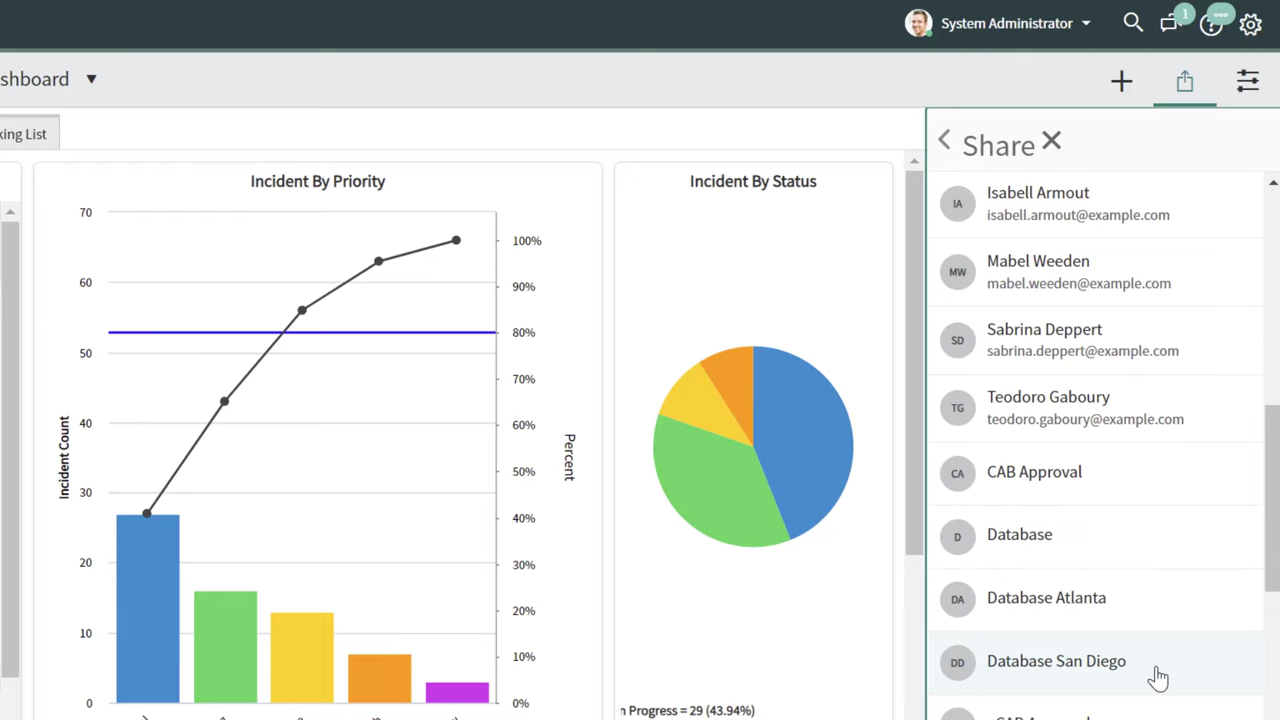 System Administrator
1
shboard
king List
Share
Incident By Priority
70
60
50
40
30
20
10
0
Incident Count
100%
90%
80%
70%
60%
50%
40%
30%
20%
10%
0%
Percent
Incident By Status
n Progress = 29 (43.94%)
IA
Isabell Armout
isabell.armout@example.com
MW
Mabel Weeden
mabel.weeden@example.com
SD
Sabrina Deppert
sabrina.deppert@example.com
TG
Teodoro Gaboury
teodoro.gaboury@example.com
CA
CAB Approval
D
Database
DA
Database Atlanta
DD
Database San Diego